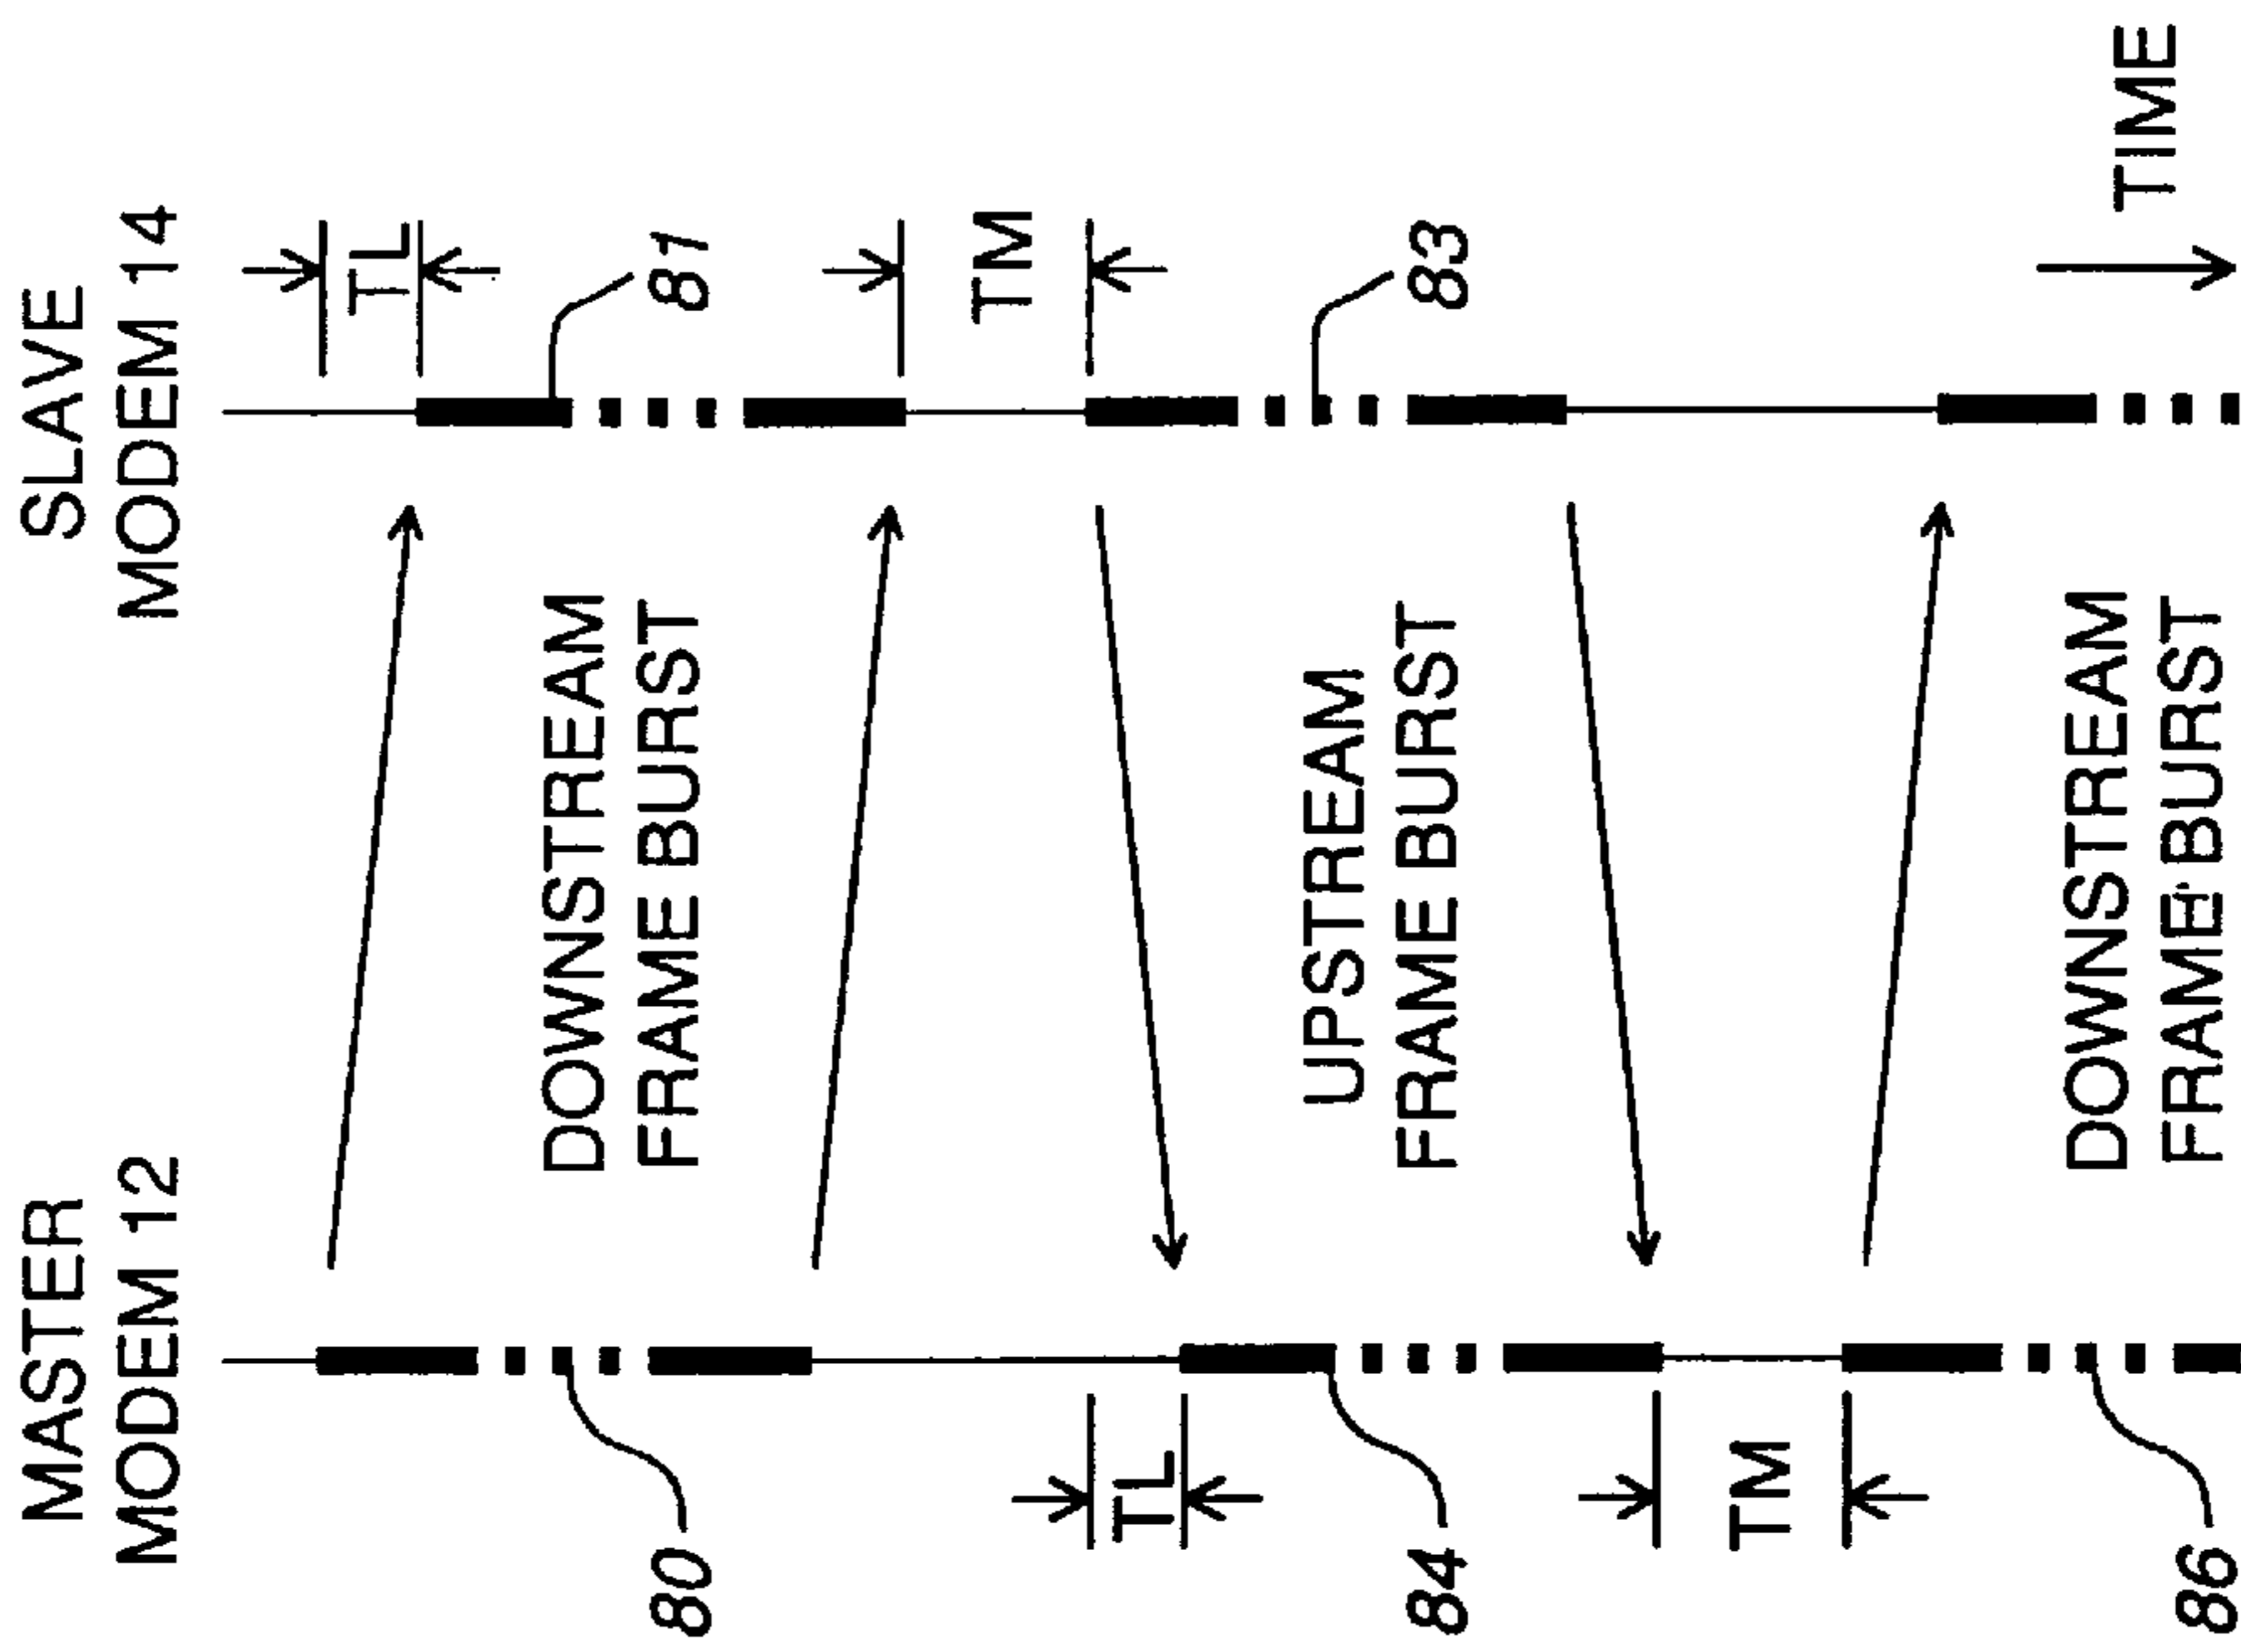 MASTER
MODEM 12
SLAVE
MODEM 14
TL
81
80
DOWNSTREAM
FRAME BURST
TM
TL
83
84
UPSTREAM
FRAME BURST
TM
86
DOWNSTREAM
FRAME BURST
TIME